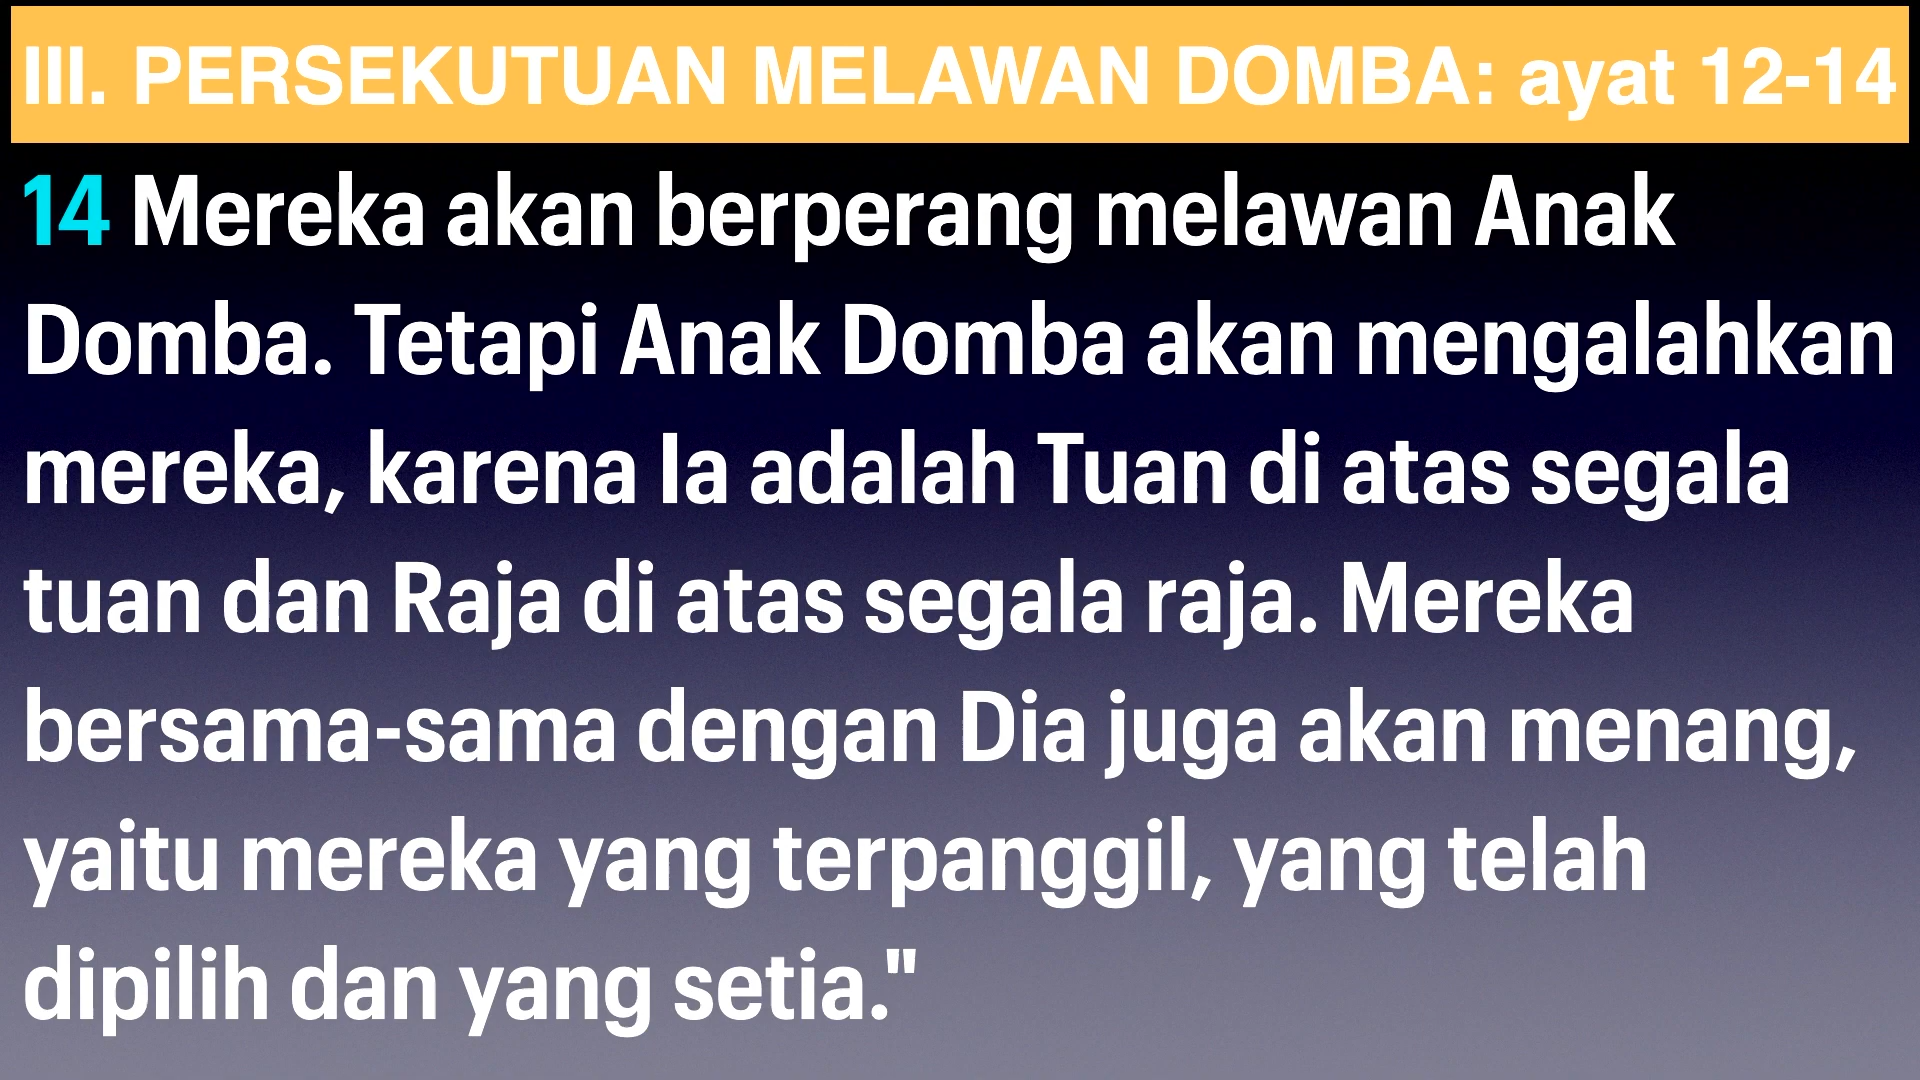 III. PERSEKUTUAN MELAWAN DOMBA: ayat 12-14
14 Mereka akan berperang melawan Anak
Domba. Tetapi Anak Domba akan mengalahkan
mereka, karena Ia adalah Tuan di atas segala
tuan dan Raja di atas segala raja. Mereka
bersama-sama dengan Dia juga akan menang,
yaitu mereka yang terpanggil, yang telah
dipilih dan yang setia."